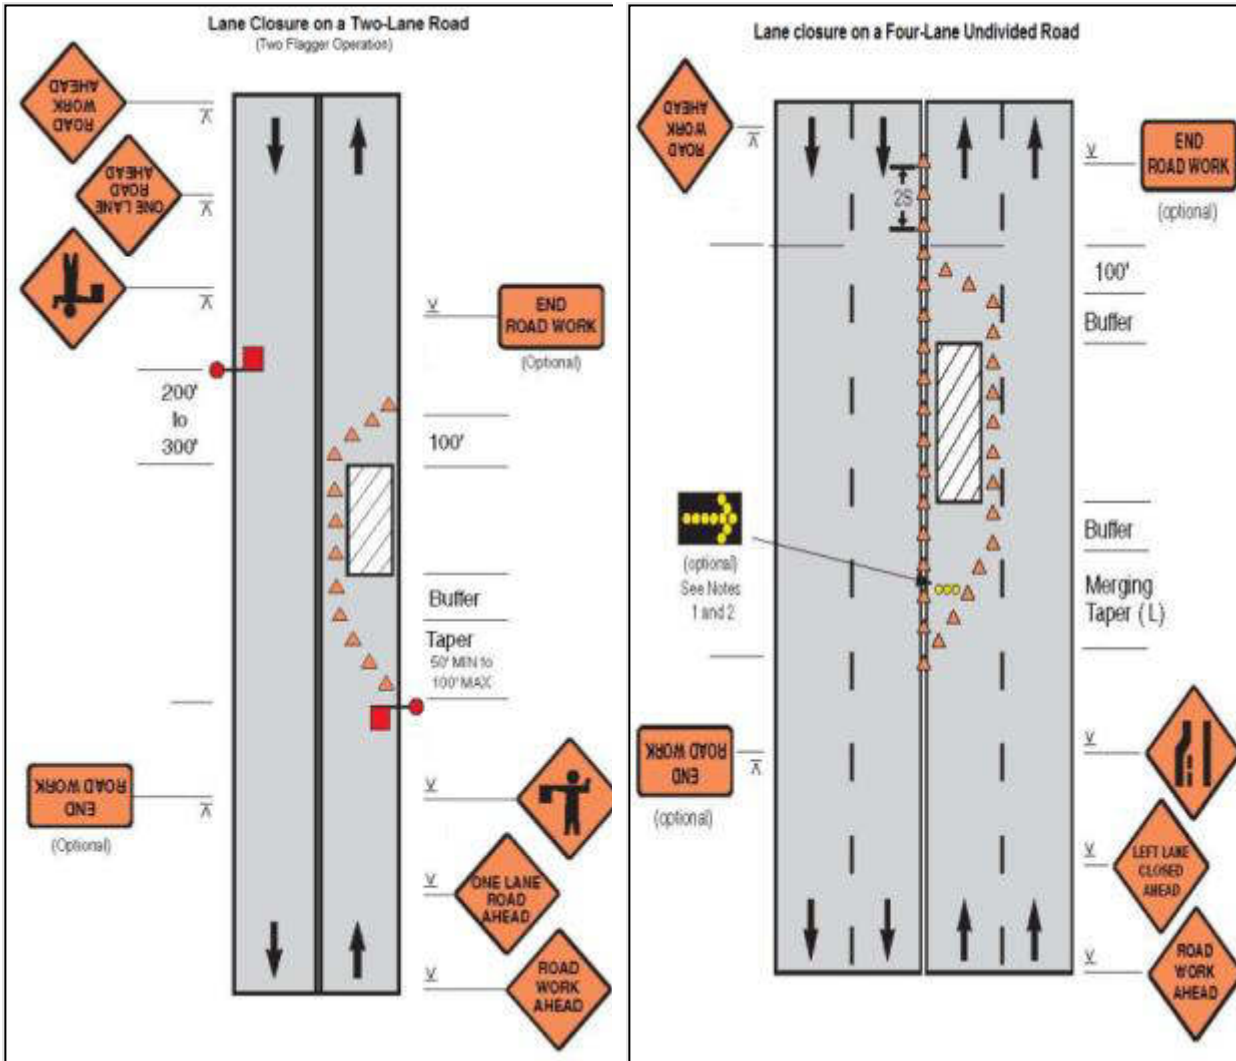 Lane Closure on a Two-Lane Road
(Two Flagger Operation)
ROAD
WORK
AHEAD
ONE LANE
ROAD
AHEAD
END
ROAD WORK
(Optional)
200'
to
300'
100'
Buffer
Taper
50' MIN to
100' MAX
END
ROAD WORK
(Optional)
ONE LANE
ROAD
AHEAD
ROAD
WORK
AHEAD
Lane closure on a Four-Lane Undivided Road
ROAD
WORK
AHEAD
END
ROAD WORK
(optional)
2S
100'
Buffer
(optional)
See Notes
1 and 2
Buffer
Merging
Taper ( L)
END
ROAD WORK
(optional)
LEFT LANE
CLOSED
AHEAD
ROAD
WORK
AHEAD